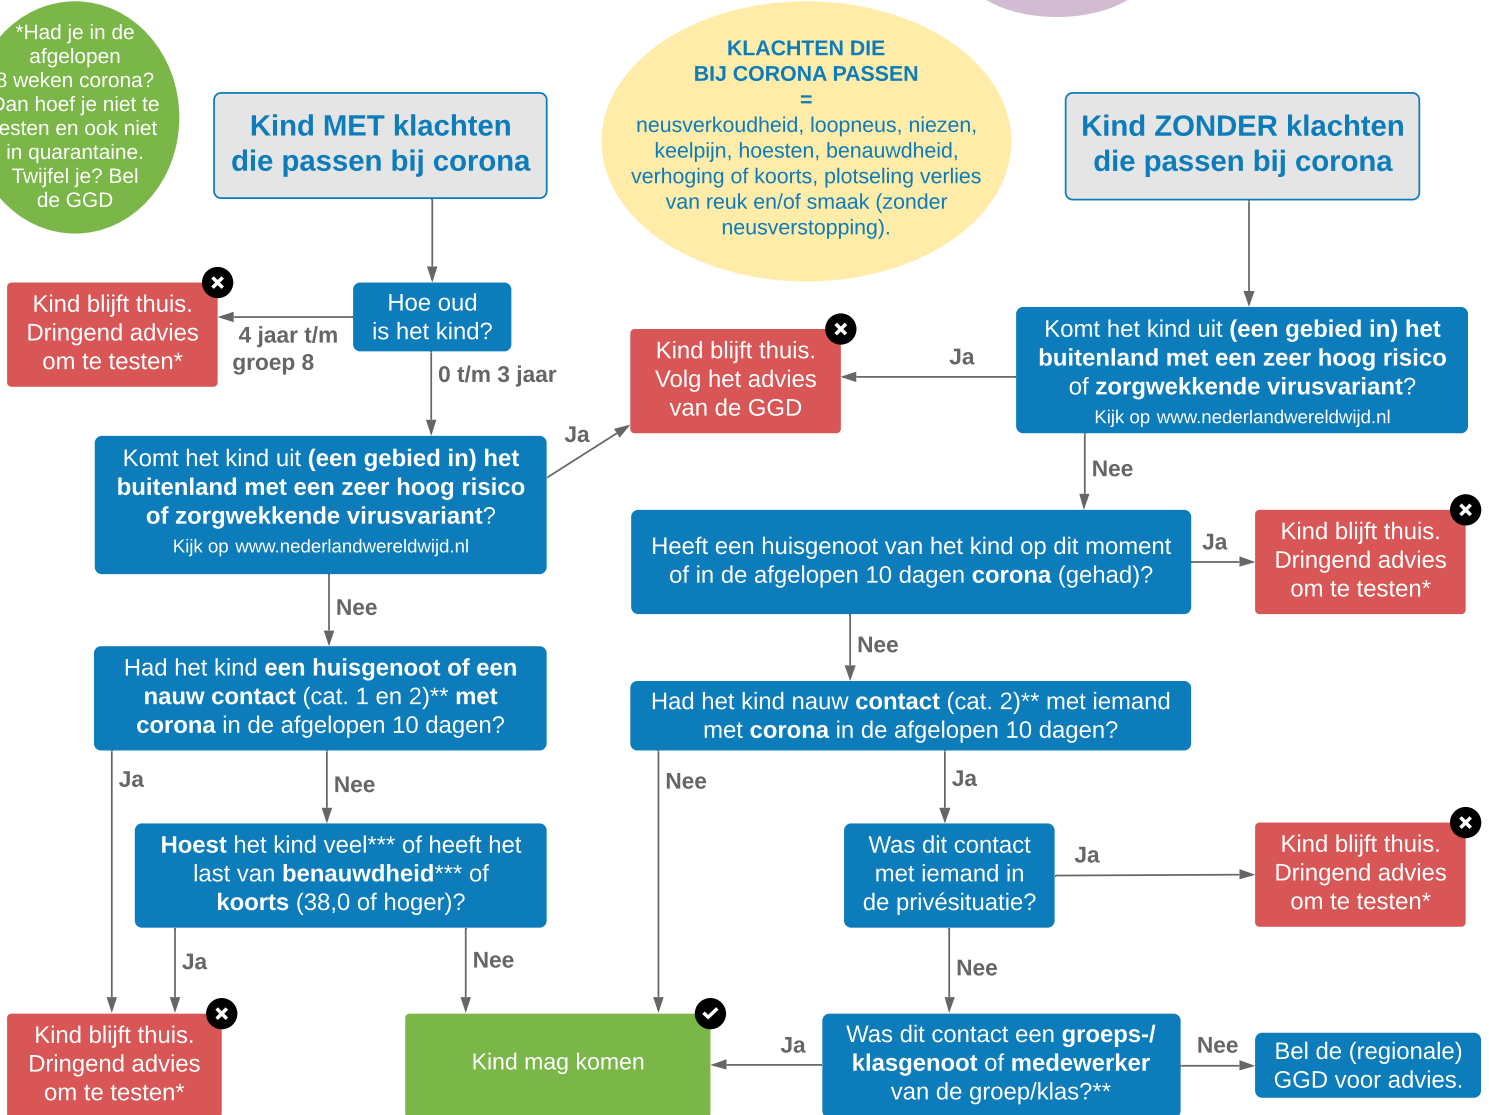 *Had je in de
afgelopen
8 weken corona?
Dan hoef je niet te
testen en ook niet
in quarantaine.
Twijfel je? Bel
de GGD
KLACHTEN DIE
BIJ CORONA PASSEN
=
neusverkoudheid, loopneus, niezen,
keelpijn, hoesten, benauwdheid,
verhoging of koorts, plotseling verlies
van reuk en/of smaak (zonder
neusverstopping).
Kind MET klachten
die passen bij corona
Kind ZONDER klachten
die passen bij corona
Hoe oud
is het kind?
4 jaar t/m
groep 8
Kind blijft thuis.
Dringend advies
om te testen*
0 t/m 3 jaar
Komt het kind uit (een gebied in) het
buitenland met een zeer hoog risico
of zorgwekkende virusvariant?
Kijk op www.nederlandwereldwijd.nl
Ja
Kind blijft thuis.
Volg het advies
van de GGD
Nee
Had het kind een huisgenoot of een
nauw contact (cat. 1 en 2)** met
corona in de afgelopen 10 dagen?
Ja
Nee
Hoest het kind veel*** of heeft het
last van benauwdheid*** of
koorts (38,0 of hoger)?
Ja
Nee
Kind blijft thuis.
Dringend advies
om te testen*
Kind mag komen
Komt het kind uit (een gebied in) het
buitenland met een zeer hoog risico
of zorgwekkende virusvariant?
Kijk op www.nederlandwereldwijd.nl
Ja
Nee
Heeft een huisgenoot van het kind op dit moment
of in de afgelopen 10 dagen corona (gehad)?
Ja
Kind blijft thuis.
Dringend advies
om te testen*
Nee
Had het kind nauw contact (cat. 2)** met iemand
met corona in de afgelopen 10 dagen?
Nee
Ja
Was dit contact
met iemand in
de privésituatie?
Ja
Kind blijft thuis.
Dringend advies
om te testen*
Nee
Was dit contact een groeps-/
klasgenoot of medewerker
van de groep/klas?**
Ja
Nee
Bel de (regionale)
GGD voor advies.